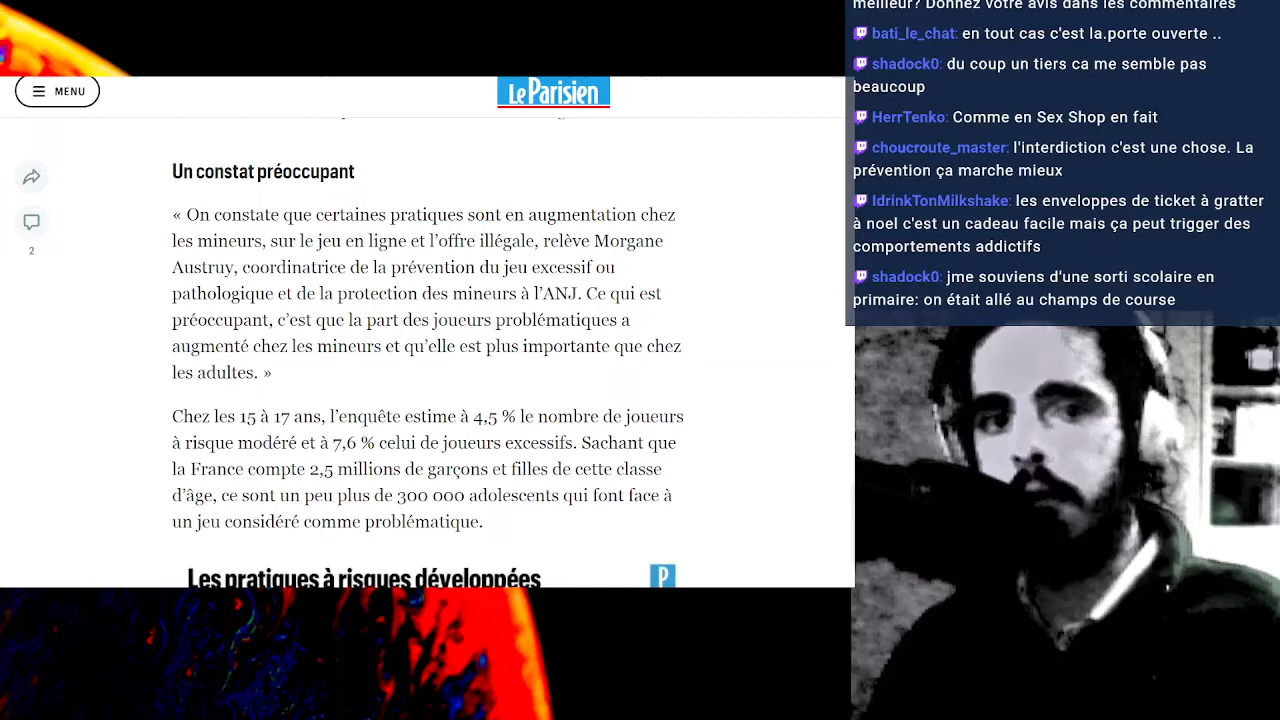 MENU
Le Parisien
Un constat préoccupant
« On constate que certaines pratiques sont en augmentation chez
les mineurs, sur le jeu en ligne et l’offre illégale, relève Morgane
Austruy, coordinatrice de la prévention du jeu excessif ou
pathologique et de la protection des mineurs à l’ANJ. Ce qui est
préoccupant, c’est que la part des joueurs problématiques a
augmenté chez les mineurs et qu’elle est plus importante que chez
les adultes. »
2
Chez les 15 à 17 ans, l’enquête estime à 4,5 % le nombre de joueurs
à risque modéré et à 7,6 % celui de joueurs excessifs. Sachant que
la France compte 2,5 millions de garçons et filles de cette classe
d’âge, ce sont un peu plus de 300 000 adolescents qui font face à
un jeu considéré comme problématique.
Les pratiques à risques développées
P
meilleur? Donnez votre avis dans les commentaires
bati_le_chat: en tout cas c'est la.porte ouverte ..
shadock0: du coup un tiers ca me semble pas
beaucoup
HerrTenko: Comme en Sex Shop en fait
choucroute_master: l'interdiction c'est une chose. La
prévention ça marche mieux
IdrinkTonMilkshake: les enveloppes de ticket à gratter
à noel c'est un cadeau facile mais ça peut trigger des
comportements addictifs
shadock0: jme souviens d'une sorti scolaire en
primaire: on était allé au champs de course